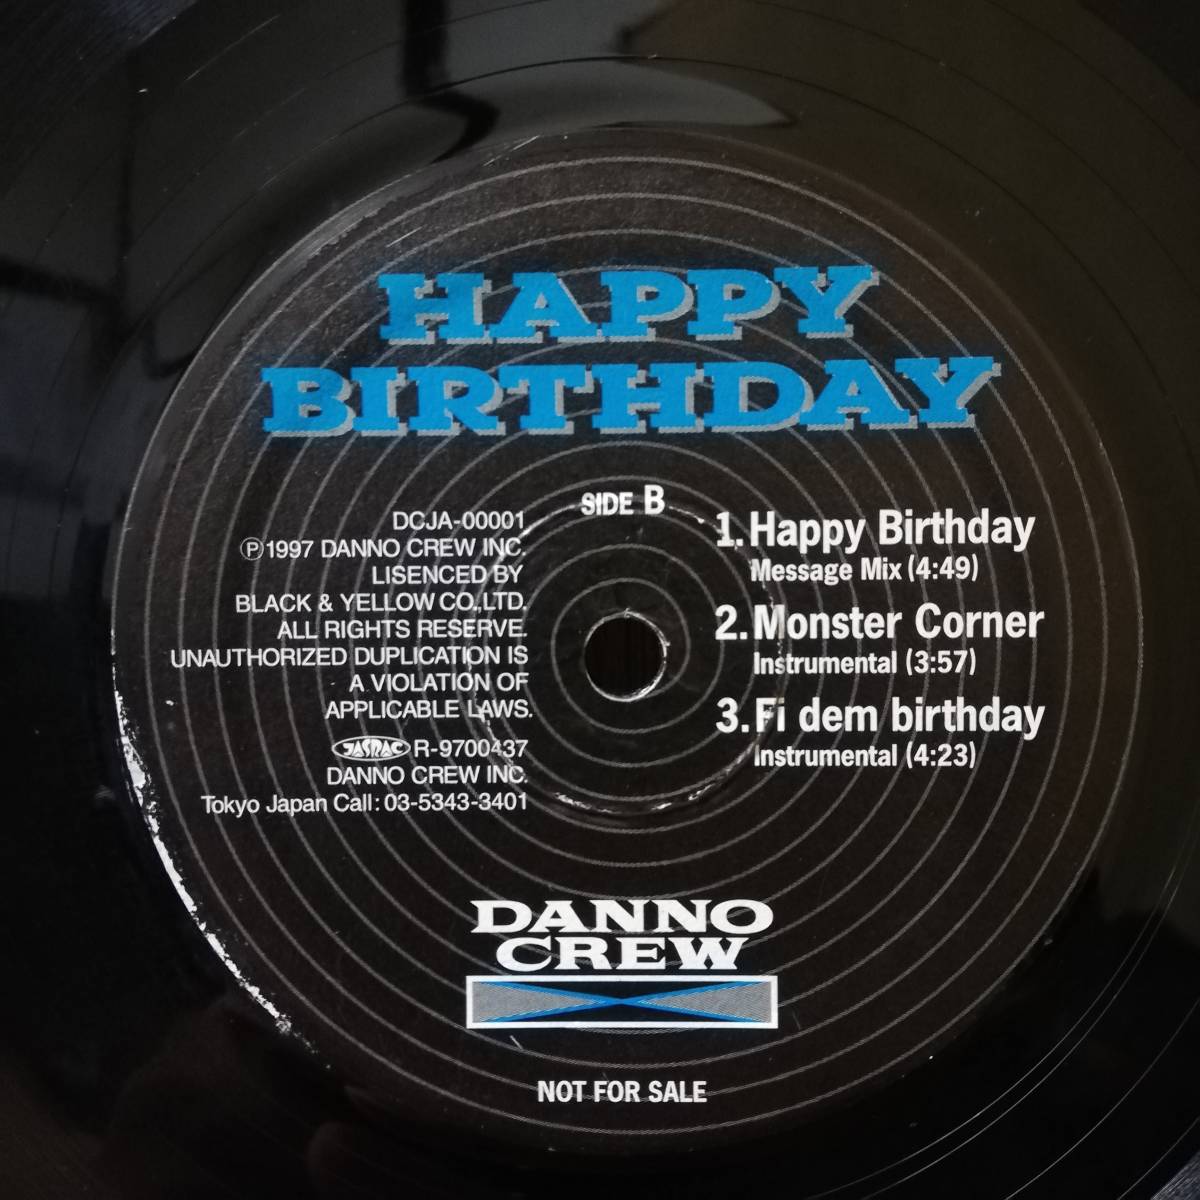 HAPPY
BIRTHDAY
SIDE B
DCJA-00001
Ⓟ1997 DANNO CREW INC.
LISENCED BY
BLACK & YELLOW CO.,LTD.
ALL RIGHTS RESERVE.
UNAUTHORIZED DUPLICATION IS
A VIOLATION OF
APPLICABLE LAWS.
JASRAC R-9700437
DANNO CREW INC.
Tokyo Japan Call: 03-5343-3401
1. Happy Birthday
Message Mix (4:49)
2. Monster Corner
Instrumental (3:57)
3. Fi dem birthday
Instrumental (4:23)
DANNO
CREW
NOT FOR SALE